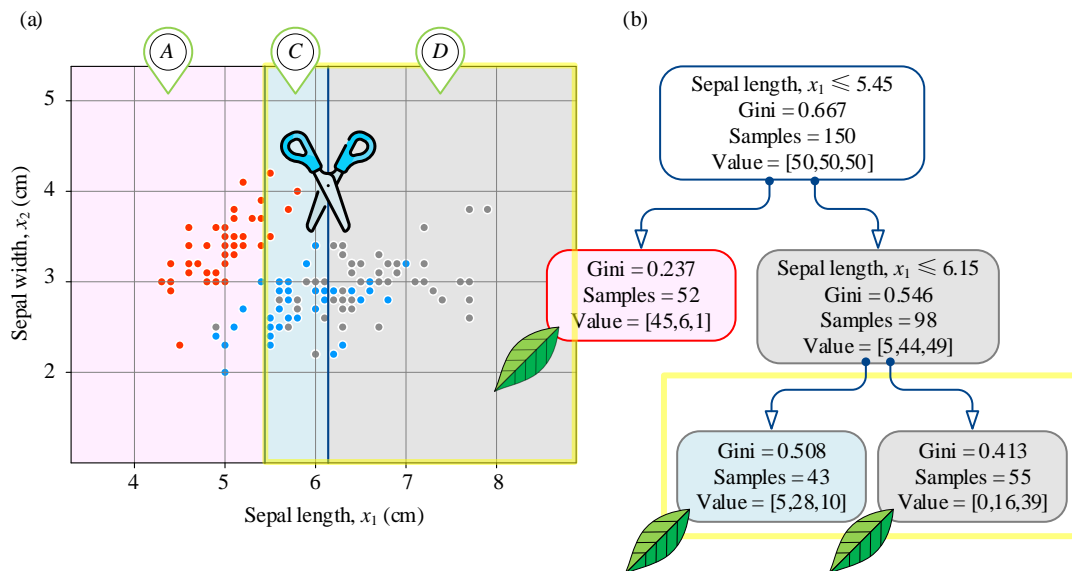 (a)
A
C
D
5
4
3
2
4
5
6
7
8
Sepal width, x2 (cm)
Sepal length, x1 (cm)
(b)
Sepal length, x1 ⩽ 5.45
Gini = 0.667
Samples = 150
Value = [50,50,50]
Gini = 0.237
Samples = 52
Value = [45,6,1]
Sepal length, x1 ⩽ 6.15
Gini = 0.546
Samples = 98
Value = [5,44,49]
Gini = 0.508
Samples = 43
Value = [5,28,10]
Gini = 0.413
Samples = 55
Value = [0,16,39]